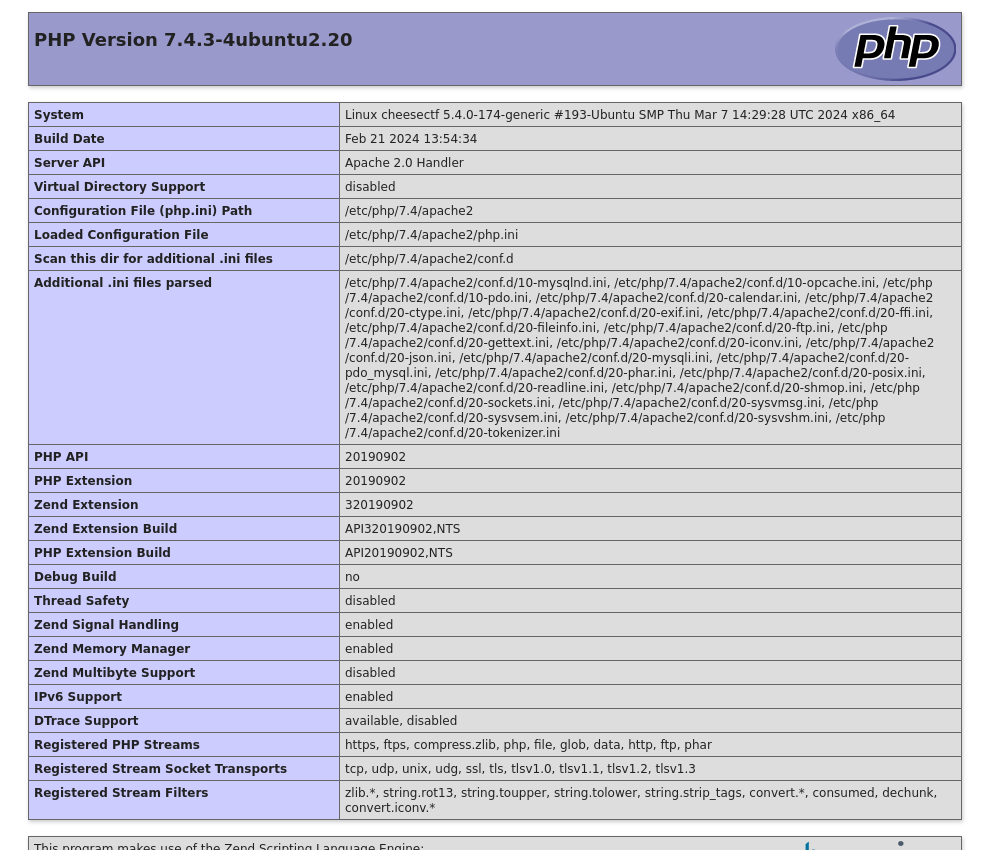 PHP Version 7.4.3-4ubuntu2.20
php
System Linux cheesectf 5.4.0-174-generic #193-Ubuntu SMP Thu Mar 7 14:29:28 UTC 2024 x86_64
Build Date Feb 21 2024 13:54:34
Server API Apache 2.0 Handler
Virtual Directory Support disabled
Configuration File (php.ini) Path /etc/php/7.4/apache2
Loaded Configuration File /etc/php/7.4/apache2/php.ini
Scan this dir for additional .ini files /etc/php/7.4/apache2/conf.d
Additional .ini files parsed /etc/php/7.4/apache2/conf.d/10-mysqlnd.ini, /etc/php/7.4/apache2/conf.d/10-opcache.ini, /etc/php
/7.4/apache2/conf.d/10-pdo.ini, /etc/php/7.4/apache2/conf.d/20-calendar.ini, /etc/php/7.4/apache2
/conf.d/20-ctype.ini, /etc/php/7.4/apache2/conf.d/20-exif.ini, /etc/php/7.4/apache2/conf.d/20-ffi.ini,
/etc/php/7.4/apache2/conf.d/20-fileinfo.ini, /etc/php/7.4/apache2/conf.d/20-ftp.ini, /etc/php
/7.4/apache2/conf.d/20-gettext.ini, /etc/php/7.4/apache2/conf.d/20-iconv.ini, /etc/php/7.4/apache2
/conf.d/20-json.ini, /etc/php/7.4/apache2/conf.d/20-mysqli.ini, /etc/php/7.4/apache2/conf.d/20-
pdo_mysql.ini, /etc/php/7.4/apache2/conf.d/20-phar.ini, /etc/php/7.4/apache2/conf.d/20-posix.ini,
/etc/php/7.4/apache2/conf.d/20-readline.ini, /etc/php/7.4/apache2/conf.d/20-shmop.ini, /etc/php
/7.4/apache2/conf.d/20-sockets.ini, /etc/php/7.4/apache2/conf.d/20-sysvmsg.ini, /etc/php
/7.4/apache2/conf.d/20-sysvsem.ini, /etc/php/7.4/apache2/conf.d/20-sysvshm.ini, /etc/php
/7.4/apache2/conf.d/20-tokenizer.ini
PHP API 20190902
PHP Extension 20190902
Zend Extension 320190902
Zend Extension Build API320190902,NTS
PHP Extension Build API20190902,NTS
Debug Build no
Thread Safety disabled
Zend Signal Handling enabled
Zend Memory Manager enabled
Zend Multibyte Support disabled
IPv6 Support enabled
DTrace Support available, disabled
Registered PHP Streams https, ftps, compress.zlib, php, file, glob, data, http, ftp, phar
Registered Stream Socket Transports tcp, udp, unix, udg, ssl, tls, tlsv1.0, tlsv1.1, tlsv1.2, tlsv1.3
Registered Stream Filters zlib.*, string.rot13, string.toupper, string.tolower, string.strip_tags, convert.*, consumed, dechunk,
convert.iconv.*
This program makes use of the Zend Scripting Language Engine: